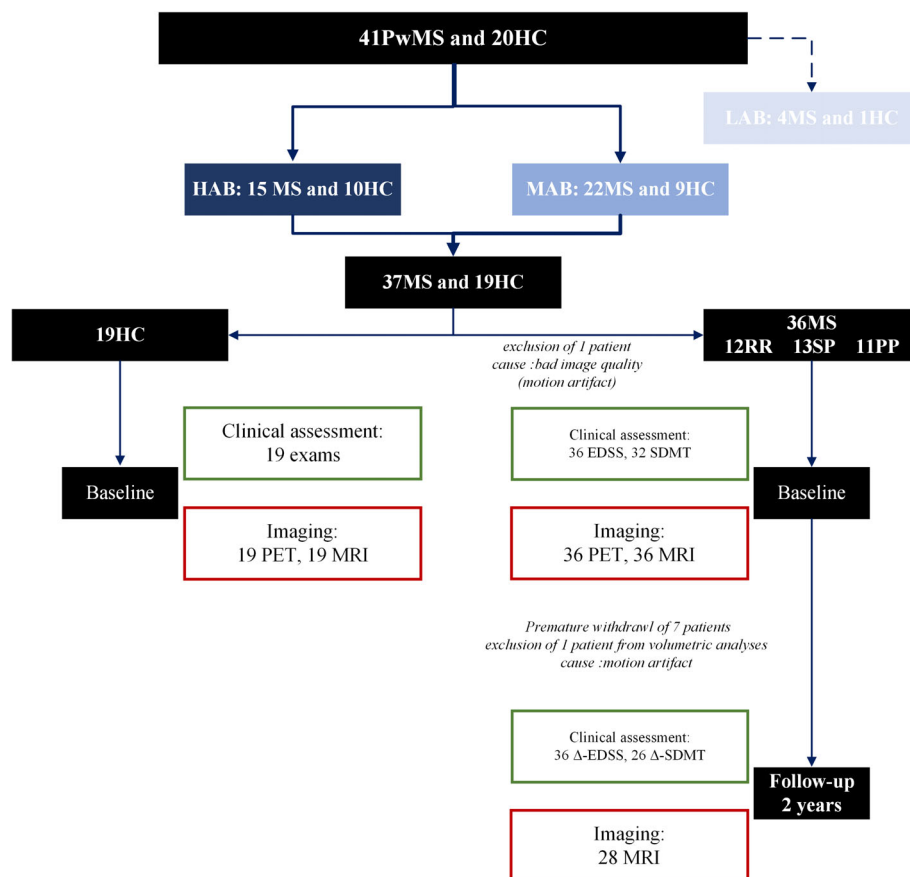 41PwMS and 20HC
LAB: 4MS and 1HC
HAB: 15 MS and 10HC
MAB: 22MS and 9HC
37MS and 19HC
19HC
exclusion of 1 patient
cause :bad image quality
(motion artifact)
36MS
12RR 13SP 11PP
Clinical assessment:
19 exams
Clinical assessment:
36 EDSS, 32 SDMT
Baseline
Baseline
Imaging:
19 PET, 19 MRI
Imaging:
36 PET, 36 MRI
Premature withdrawl of 7 patients
exclusion of 1 patient from volumetric analyses
cause :motion artifact
Clinical assessment:
36 Δ-EDSS, 26 Δ-SDMT
Follow-up
2 years
Imaging:
28 MRI